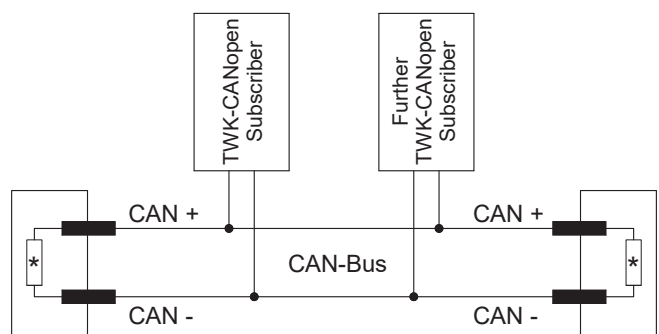 TWK-CANopen
Subscriber
Further
TWK-CANopen
Subscriber
CAN +
CAN +
*
CAN-Bus
*
CAN -
CAN -